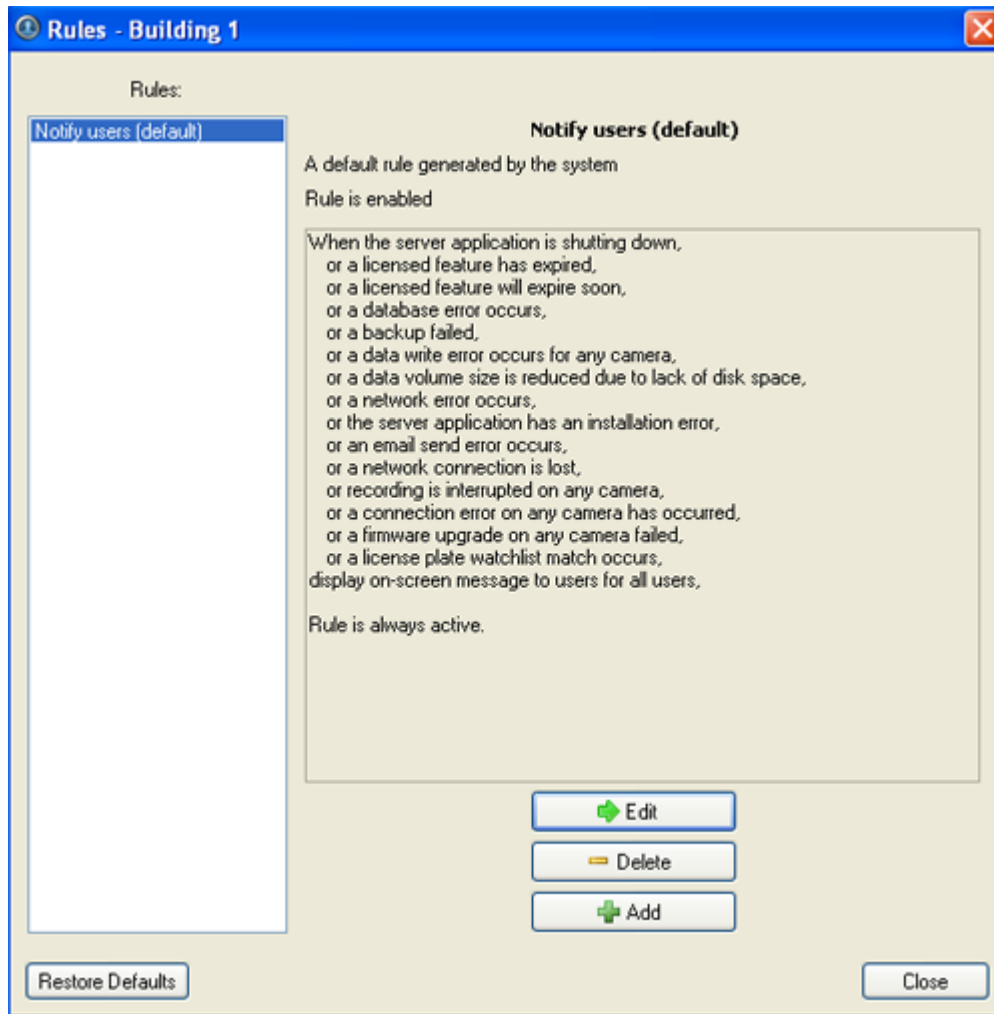 Rules - Building 1
Rules:
Notify users (default)
Notify users (default)
A default rule generated by the system
Rule is enabled
When the server application is shutting down,
or a licensed feature has expired,
or a licensed feature will expire soon,
or a database error occurs,
or a backup failed,
or a data write error occurs for any camera,
or a data volume size is reduced due to lack of disk space,
or a network error occurs,
or the server application has an installation error,
or an email send error occurs,
or a network connection is lost,
or recording is interrupted on any camera,
or a connection error on any camera has occurred,
or a firmware upgrade on any camera failed,
or a license plate watchlist match occurs,
display on-screen message to users for all users,
Rule is always active.
Edit
Delete
Add
Restore Defaults
Close